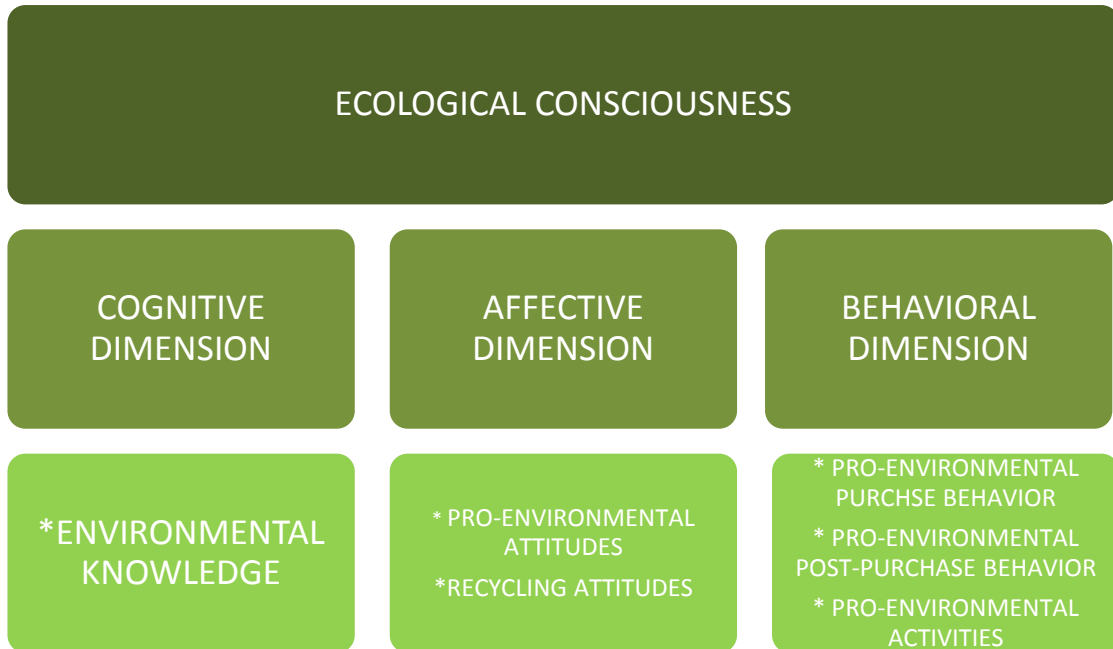 ECOLOGICAL CONSCIOUSNESS
COGNITIVE
DIMENSION
AFFECTIVE
DIMENSION
BEHAVIORAL
DIMENSION
*ENVIRONMENTAL
KNOWLEDGE
* PRO-ENVIRONMENTAL
ATTITUDES
*RECYCLING ATTITUDES
* PRO-ENVIRONMENTAL
PURCHSE BEHAVIOR
* PRO-ENVIRONMENTAL
POST-PURCHASE BEHAVIOR
* PRO-ENVIRONMENTAL
ACTIVITIES